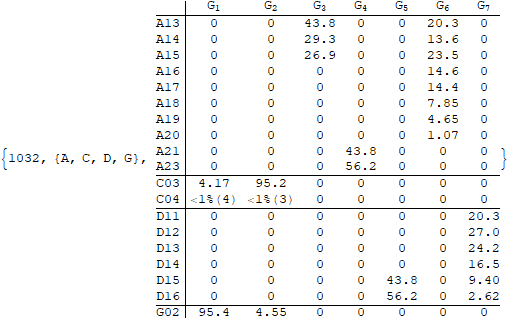 G1 G2 G3 G4 G5 G6 G7
A13 0 0 43.8 0 0 20.3 0
A14 0 0 29.3 0 0 13.6 0
A15 0 0 26.9 0 0 23.5 0
A16 0 0 0 0 0 14.6 0
A17 0 0 0 0 0 14.4 0
A18 0 0 0 0 0 7.85 0
A19 0 0 0 0 0 4.65 0
A20 0 0 0 0 0 1.07 0
A21 0 0 0 43.8 0 0 0
{1032, {A, C, D, G}, }
A23 0 0 0 56.2 0 0 0
C03 4.17 95.2 0 0 0 0 0
C04 <1%(4) <1%(3) 0 0 0 0 0
D11 0 0 0 0 0 0 20.3
D12 0 0 0 0 0 0 27.0
D13 0 0 0 0 0 0 24.2
D14 0 0 0 0 0 0 16.5
D15 0 0 0 0 43.8 0 9.40
D16 0 0 0 0 56.2 0 2.62
G02 95.4 4.55 0 0 0 0 0